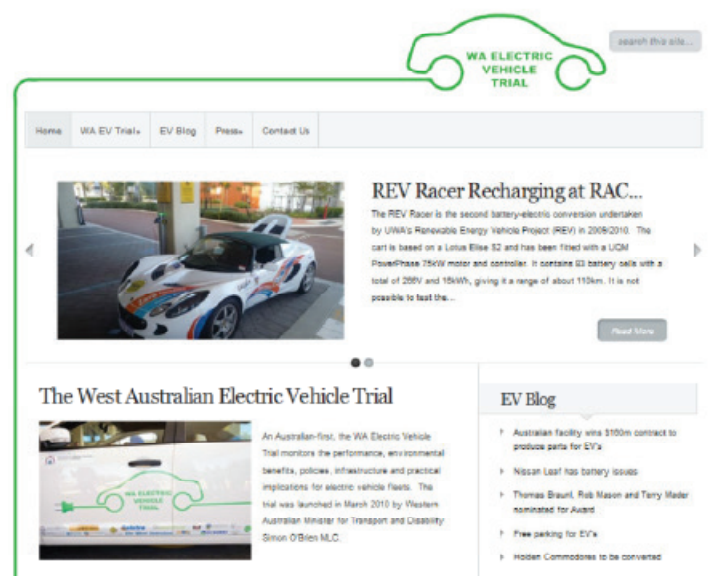 search this site...
WA ELECTRIC
VEHICLE
TRIAL
Home WA EV Trial» EV Blog Press» Contact Us
REV Racer Recharging at RAC...
The REV Racer is the second battery-electric conversion undertaken
by UWA's Renewable Energy Vehicle Project (REV) in 2009/2010. The
cart is based on a Lotus Elise S2 and has been fitted with a UQM
PowerPhase 75kW motor and controller. It contains 93 battery cells with a
total of 266V and 16kWh, giving it a range of about 110km. It is not
possible to fast the...
Read More
The West Australian Electric Vehicle Trial
An Australian-first, the WA Electric Vehicle
Trial monitors the performance, environmental
benefits, policies, infrastructure and practical
implications for electric vehicle fleets. The
trial was launched in March 2010 by Western
Australian Minister for Transport and Disability
Simon O'Brien MLC.
WA ELECTRIC
VEHICLE
TRIAL
EV Blog
Australian facility wins $160m contract to
produce parts for EV's
Nissan Leaf has battery issues
Thomas Braunl, Rob Mason and Terry Mader
nominated for Award
Free parking for EV's
Holden Commodores to be converted